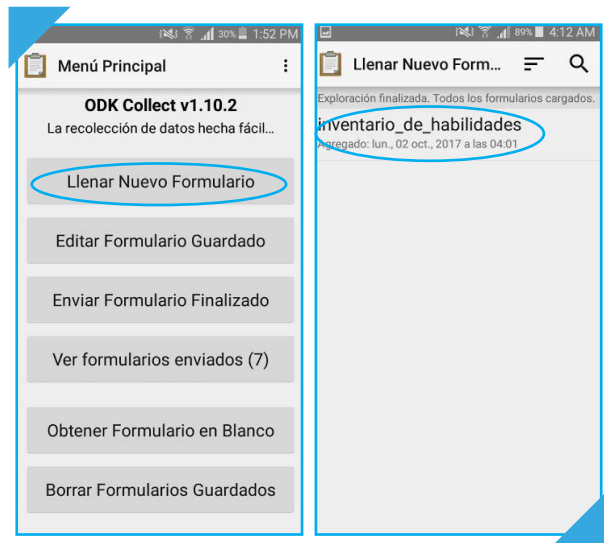 30% 1:52 PM
Menú Principal
ODK Collect v1.10.2
La recolección de datos hecha fácil...
Llenar Nuevo Formulario
Editar Formulario Guardado
Enviar Formulario Finalizado
Ver formularios enviados (7)
Obtener Formulario en Blanco
Borrar Formularios Guardados
89% 4:12 AM
Llenar Nuevo Form...
Exploración finalizada. Todos los formularios cargados.
inventario_de_habilidades
Agregado: lun., 02 oct., 2017 a las 04:01